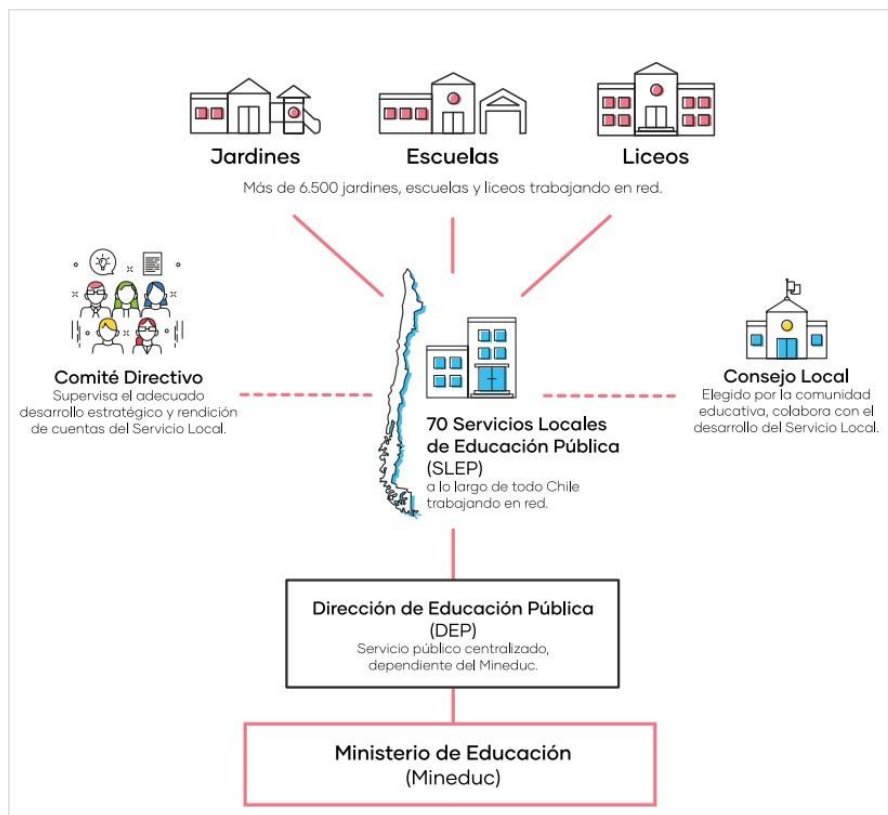 Jardines
Escuelas
Liceos
Más de 6.500 jardines, escuelas y liceos trabajando en red.
Comité Directivo
Supervisa el adecuado
desarrollo estratégico y rendición
de cuentas del Servicio Local.
70 Servicios Locales
de Educación Pública
(SLEP)
a lo largo de todo Chile
trabajando en red.
Consejo Local
Elegido por la comunidad
educativa, colabora con el
desarrollo del Servicio Local.
Dirección de Educación Pública
(DEP)
Servicio público centralizado,
dependiente del Mineduc.
Ministerio de Educación
(Mineduc)